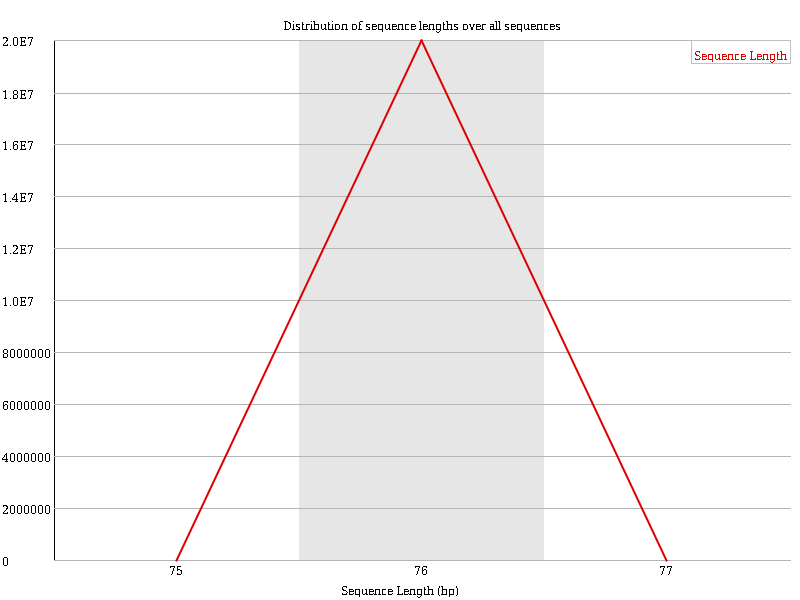 Distribution of sequence lengths over all sequences
Sequence Length
2.0E7
1.8E7
1.6E7
1.4E7
1.2E7
1.0E7
8000000
6000000
4000000
2000000
0
75 76 77
Sequence Length (bp)